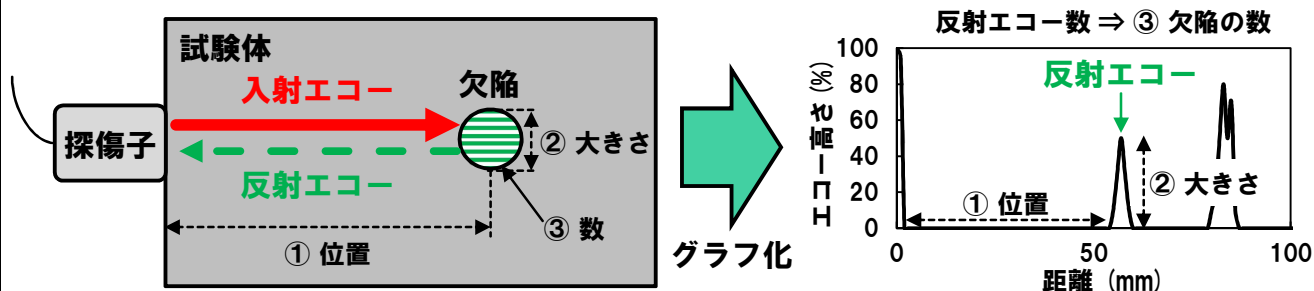 試験体
入射エコー
欠陥
探傷子
② 大きさ
反射エコー
③ 数
① 位置
グラフ化
反射エコー数 ⇒ ③ 欠陥の数
エコー高さ (%)
100
80
60
40
20
0
反射エコー
① 位置
② 大きさ
0
50
100
距離 (mm)